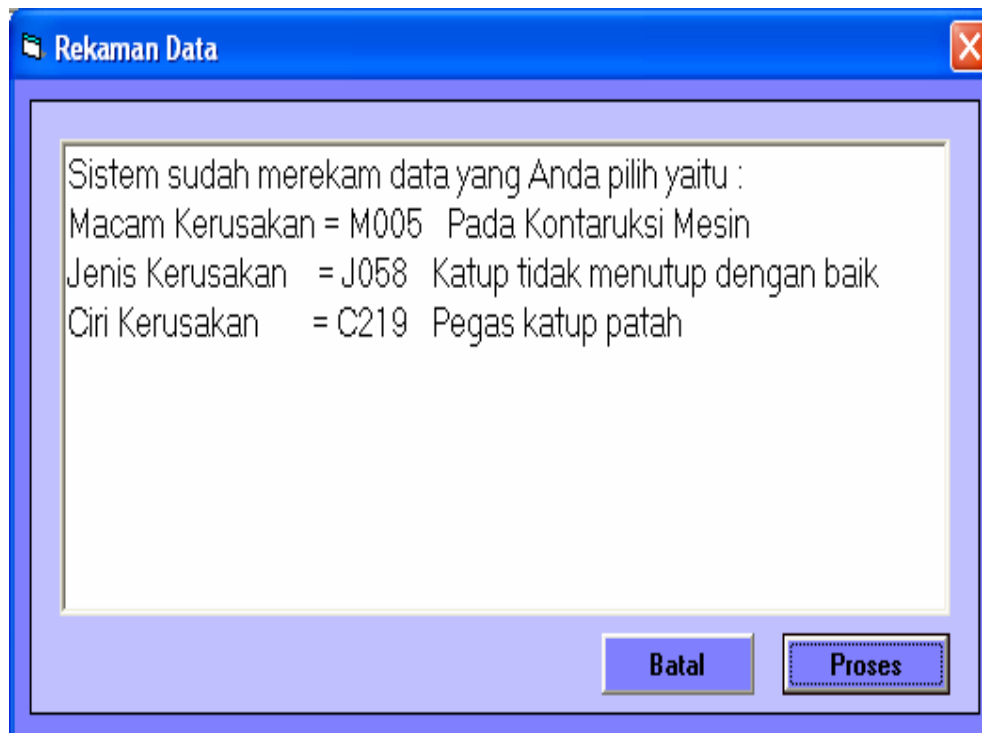 Rekaman Data
Sistem sudah merekam data yang Anda pilih yaitu :
Macam Kerusakan = M005 Pada Kontaruksi Mesin
Jenis Kerusakan = J058 Katup tidak menutup dengan baik
Ciri Kerusakan = C219 Pegas katup patah
Batal Proses